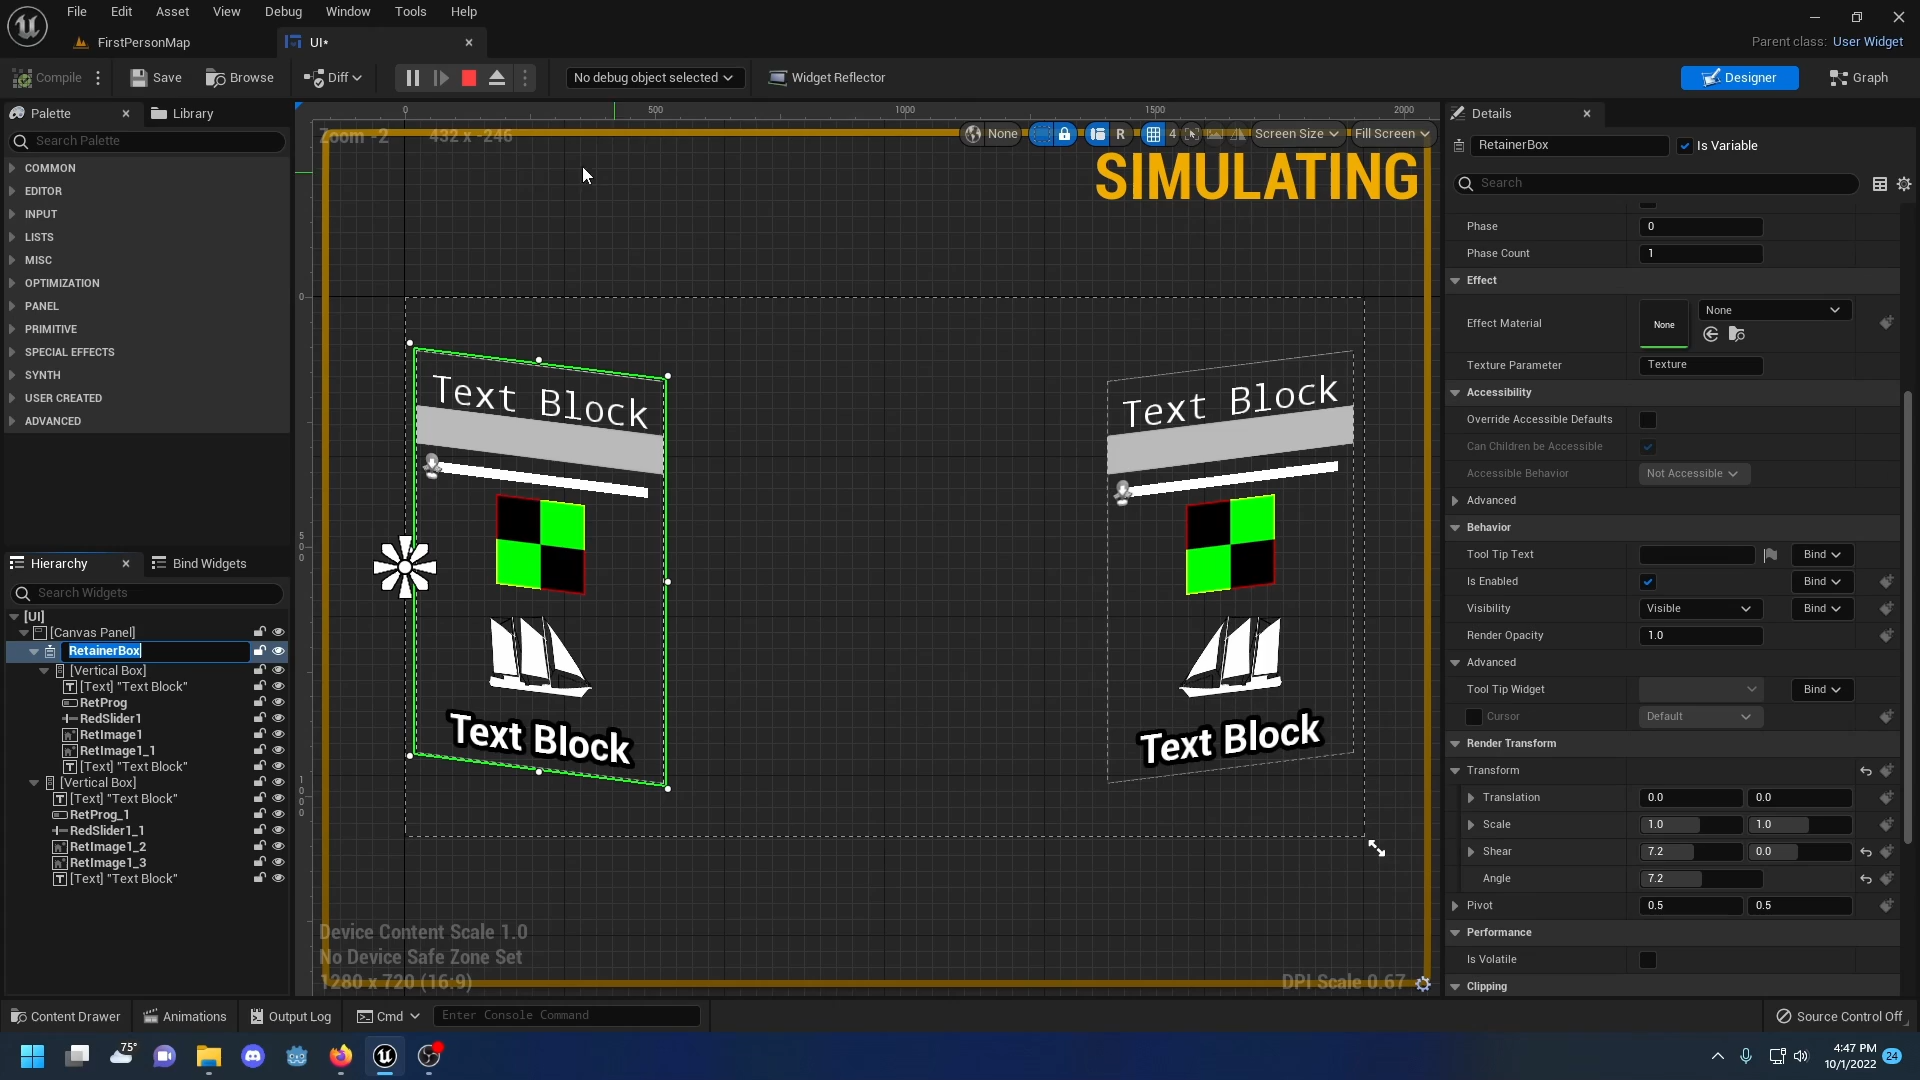 File Edit Asset View Debug Window Tools Help
FirstPersonMap
UI*
Parent class: User Widget
Compile Save Browse Diff No debug object selected Widget Reflector Designer Graph
Palette Library
Search Palette
COMMON
EDITOR
INPUT
LISTS
MISC
OPTIMIZATION
PANEL
PRIMITIVE
SPECIAL EFFECTS
SYNTH
USER CREATED
ADVANCED
Hierarchy Bind Widgets
Search Widgets
[UI]
[Canvas Panel]
RetainerBox
[Vertical Box]
[Text] "Text Block"
RetProg
RedSlider1
RetImage1
RetImage1_1
[Text] "Text Block"
[Vertical Box]
[Text] "Text Block"
RetProg_1
RedSlider1_1
RetImage1_2
RetImage1_3
[Text] "Text Block"
0 500 1000 1500 2000
Zoom -2 432 x -246
None R 4 Screen Size Fill Screen
SIMULATING
0
500
1000
Text Block
Text Block
Text Block
Text Block
Device Content Scale 1.0
No Device Safe Zone Set
1280 x 720 (16:9)
DPI Scale 0.67
Details
RetainerBox Is Variable
Search
Phase 0
Phase Count 1
Effect
Effect Material None None
Texture Parameter Texture
Accessibility
Override Accessible Defaults
Can Children be Accessible
Accessible Behavior Not Accessible
Advanced
Behavior
Tool Tip Text Bind
Is Enabled Bind
Visibility Visible Bind
Render Opacity 1.0
Advanced
Tool Tip Widget Bind
Cursor Default
Render Transform
Transform
Translation 0.0 0.0
Scale 1.0 1.0
Shear 7.2 0.0
Angle 7.2
Pivot 0.5 0.5
Performance
Is Volatile
Clipping
Content Drawer Animations Output Log Cmd Enter Console Command Source Control Off
75°
4:47 PM
10/1/2022
24